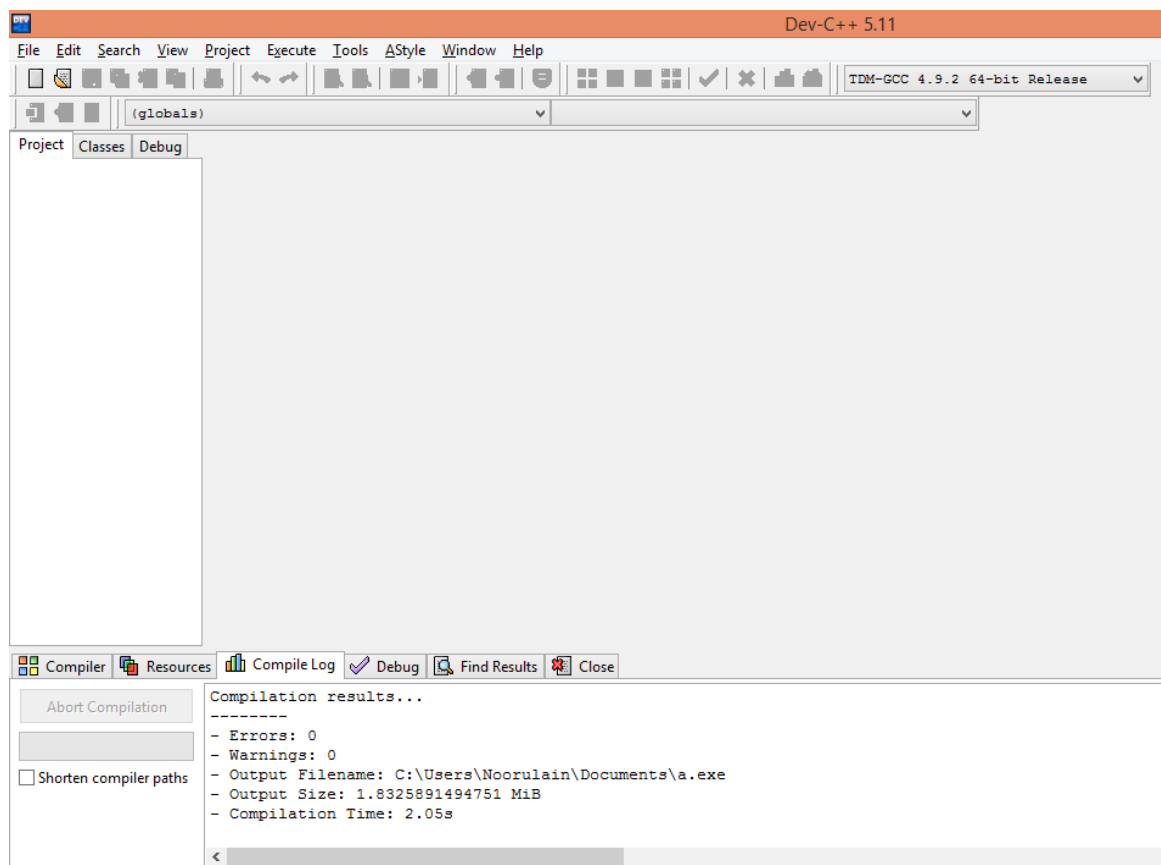 DEV
Dev-C++ 5.11
File Edit Search View Project Execute Tools AStyle Window Help
TDM-GCC 4.9.2 64-bit Release
(globals)
Project Classes Debug
Compiler Resources Compile Log Debug Find Results Close
Abort Compilation
Shorten compiler paths
Compilation results...
--------
- Errors: 0
- Warnings: 0
- Output Filename: C:\Users\Noorulain\Documents\a.exe
- Output Size: 1.8325891494751 MiB
- Compilation Time: 2.05s